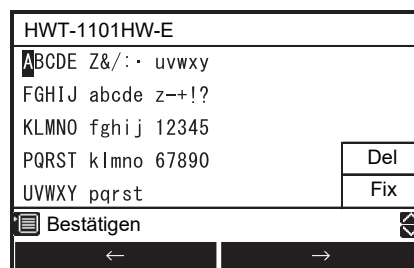 HWT-1101HW-E
ABCDE Z&/:· uvwxy
FGHIJ abcde z-+!?
KLMNO fghij 12345
PQRST klmno 67890
UVWXY pqrst
Del
Fix
Bestätigen
← →